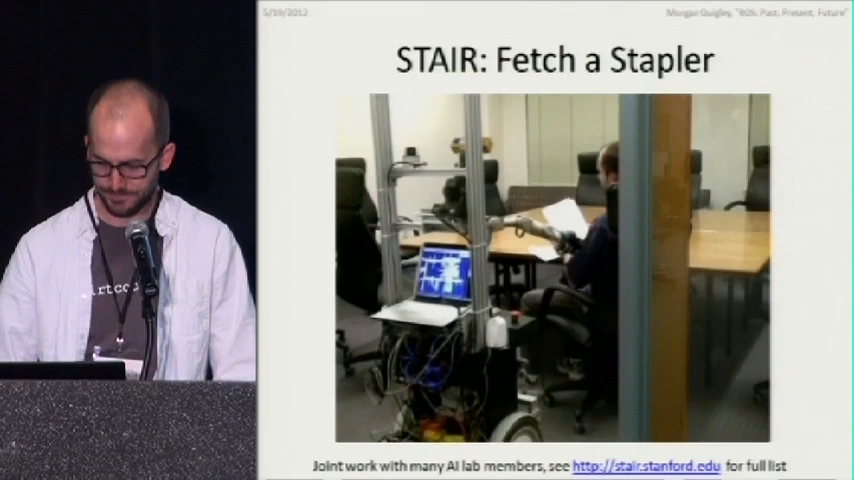 5/19/2012
Morgan Quigley, "ROS: Past, Present, Future"
STAIR: Fetch a Stapler
rtco
Joint work with many AI lab members, see http://stair.stanford.edu for full list